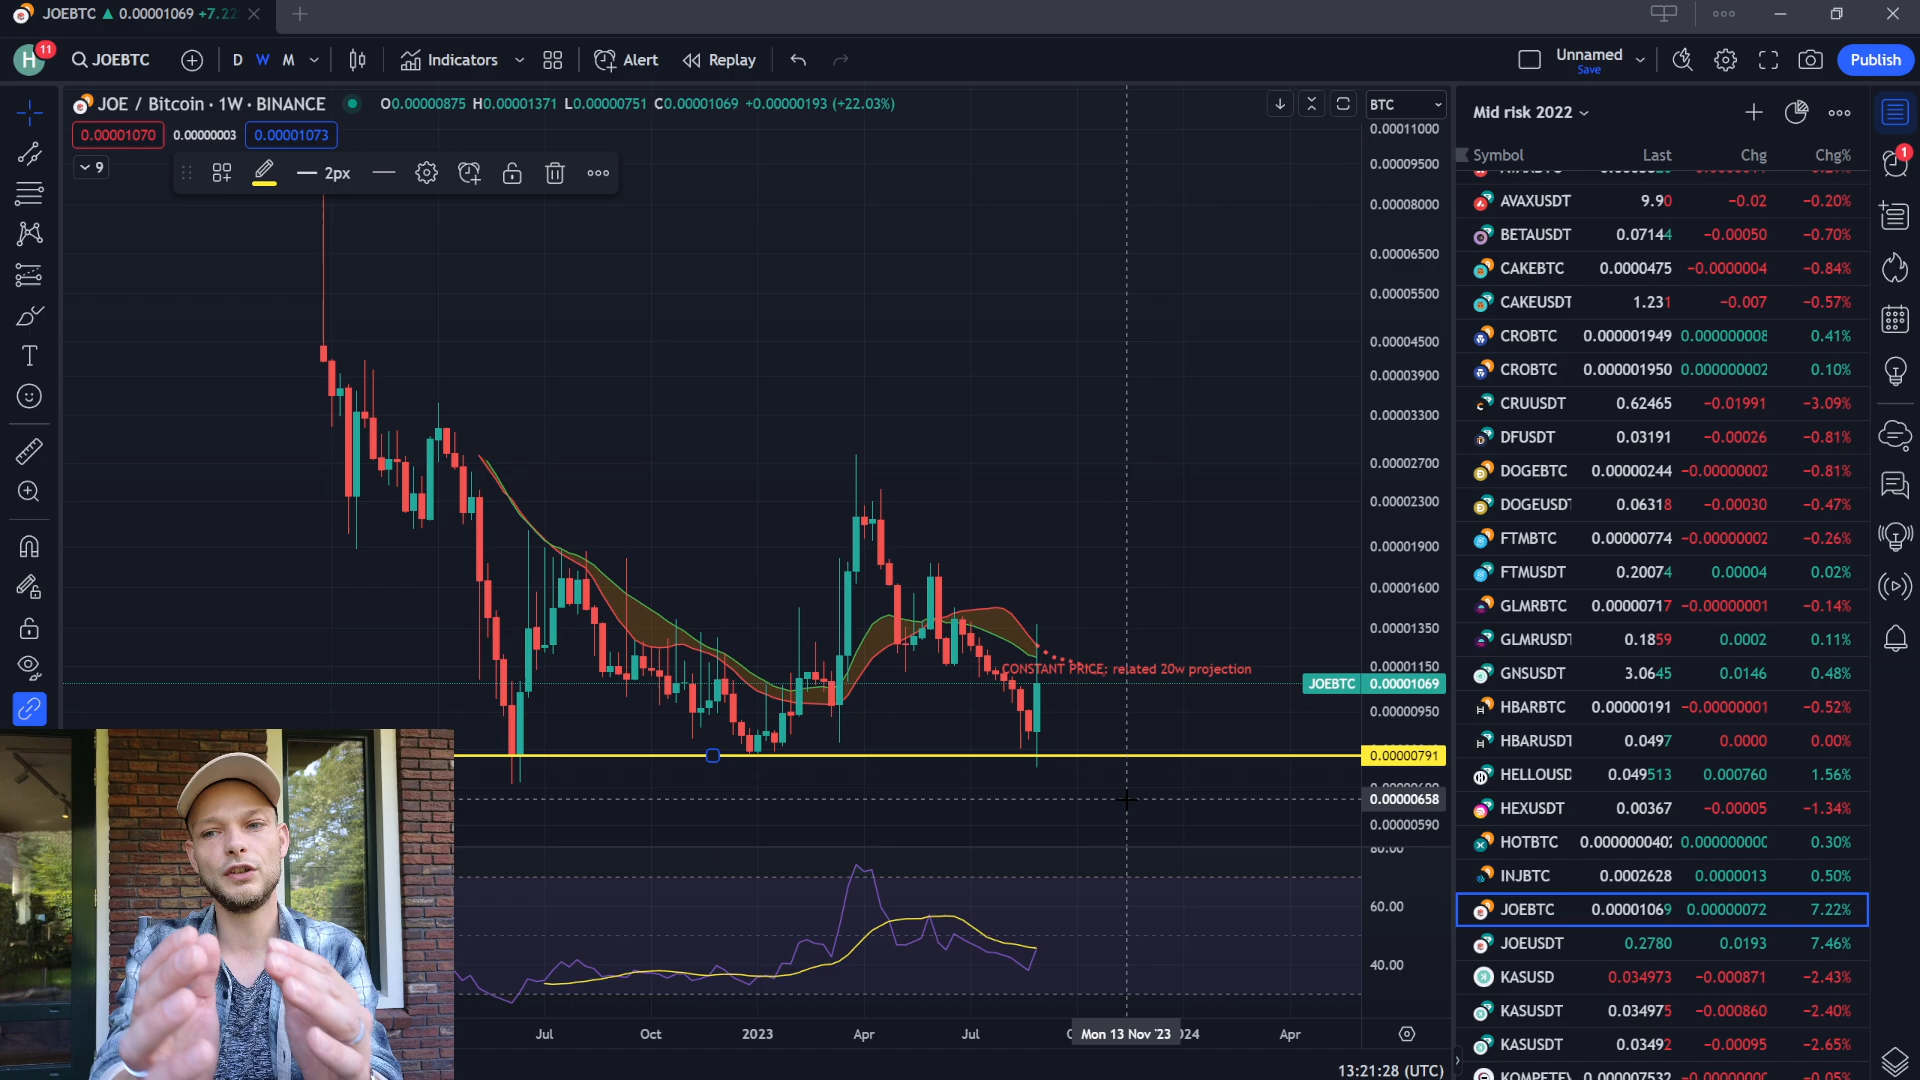 JOEBTC ▲ 0.00001069 +7.22
H 11 JOEBTC D W M Indicators Alert Replay Unnamed Save Publish
JOE / Bitcoin · 1W · BINANCE O0.00000875 H0.00001371 L0.00000751 C0.00001069 +0.00000193 (+22.03%)
0.00001070 0.00000003 0.00001073
9
2px
BTC
0.00011000
0.00009500
0.00008000
0.00006500
0.00005500
0.00004500
0.00003900
0.00003300
0.00002700
0.00002300
0.00001900
0.00001600
0.00001350
0.00001150
CONSTANT PRICE; related 20w projection
JOEBTC 0.00001069
0.00000950
0.00000791
0.00000658
0.00000590
80.00
60.00
40.00
Jul Oct 2023 Apr Jul Mon 13 Nov '23 Apr
13:21:28 (UTC)
Mid risk 2022
Symbol Last Chg Chg%
AVAXUSDT 9.90 −0.02 −0.20%
BETAUSDT 0.07144 −0.00050 −0.70%
CAKEBTC 0.0000475 −0.0000004 −0.84%
CAKEUSDT 1.231 −0.007 −0.57%
CROBTC 0.000001949 0.000000008 0.41%
CROBTC 0.000001950 0.000000002 0.10%
CRUUSDT 0.62465 −0.01991 −3.09%
DFUSDT 0.03191 −0.00026 −0.81%
DOGEBTC 0.00000244 −0.00000002 −0.81%
DOGEUSDT 0.06318 −0.00030 −0.47%
FTMBTC 0.00000774 −0.00000002 −0.26%
FTMUSDT 0.20074 0.00004 0.02%
GLMRBTC 0.00000717 −0.00000001 −0.14%
GLMRUSDT 0.1859 0.0002 0.11%
GNSUSDT 3.0645 0.0146 0.48%
HBARBTC 0.00000191 −0.00000001 −0.52%
HBARUSDT 0.0497 0.0000 0.00%
HELLOUSD 0.049513 0.000760 1.56%
HEXUSDT 0.00367 −0.00005 −1.34%
HOTBTC 0.000000040 0.00000000 0.30%
INJBTC 0.0002628 0.0000013 0.50%
JOEBTC 0.00001069 0.00000072 7.22%
JOEUSDT 0.2780 0.0193 7.46%
KASUSD 0.034973 −0.000871 −2.43%
KASUSDT 0.034975 −0.000860 −2.40%
KASUSDT 0.03492 −0.00095 −2.65%
1